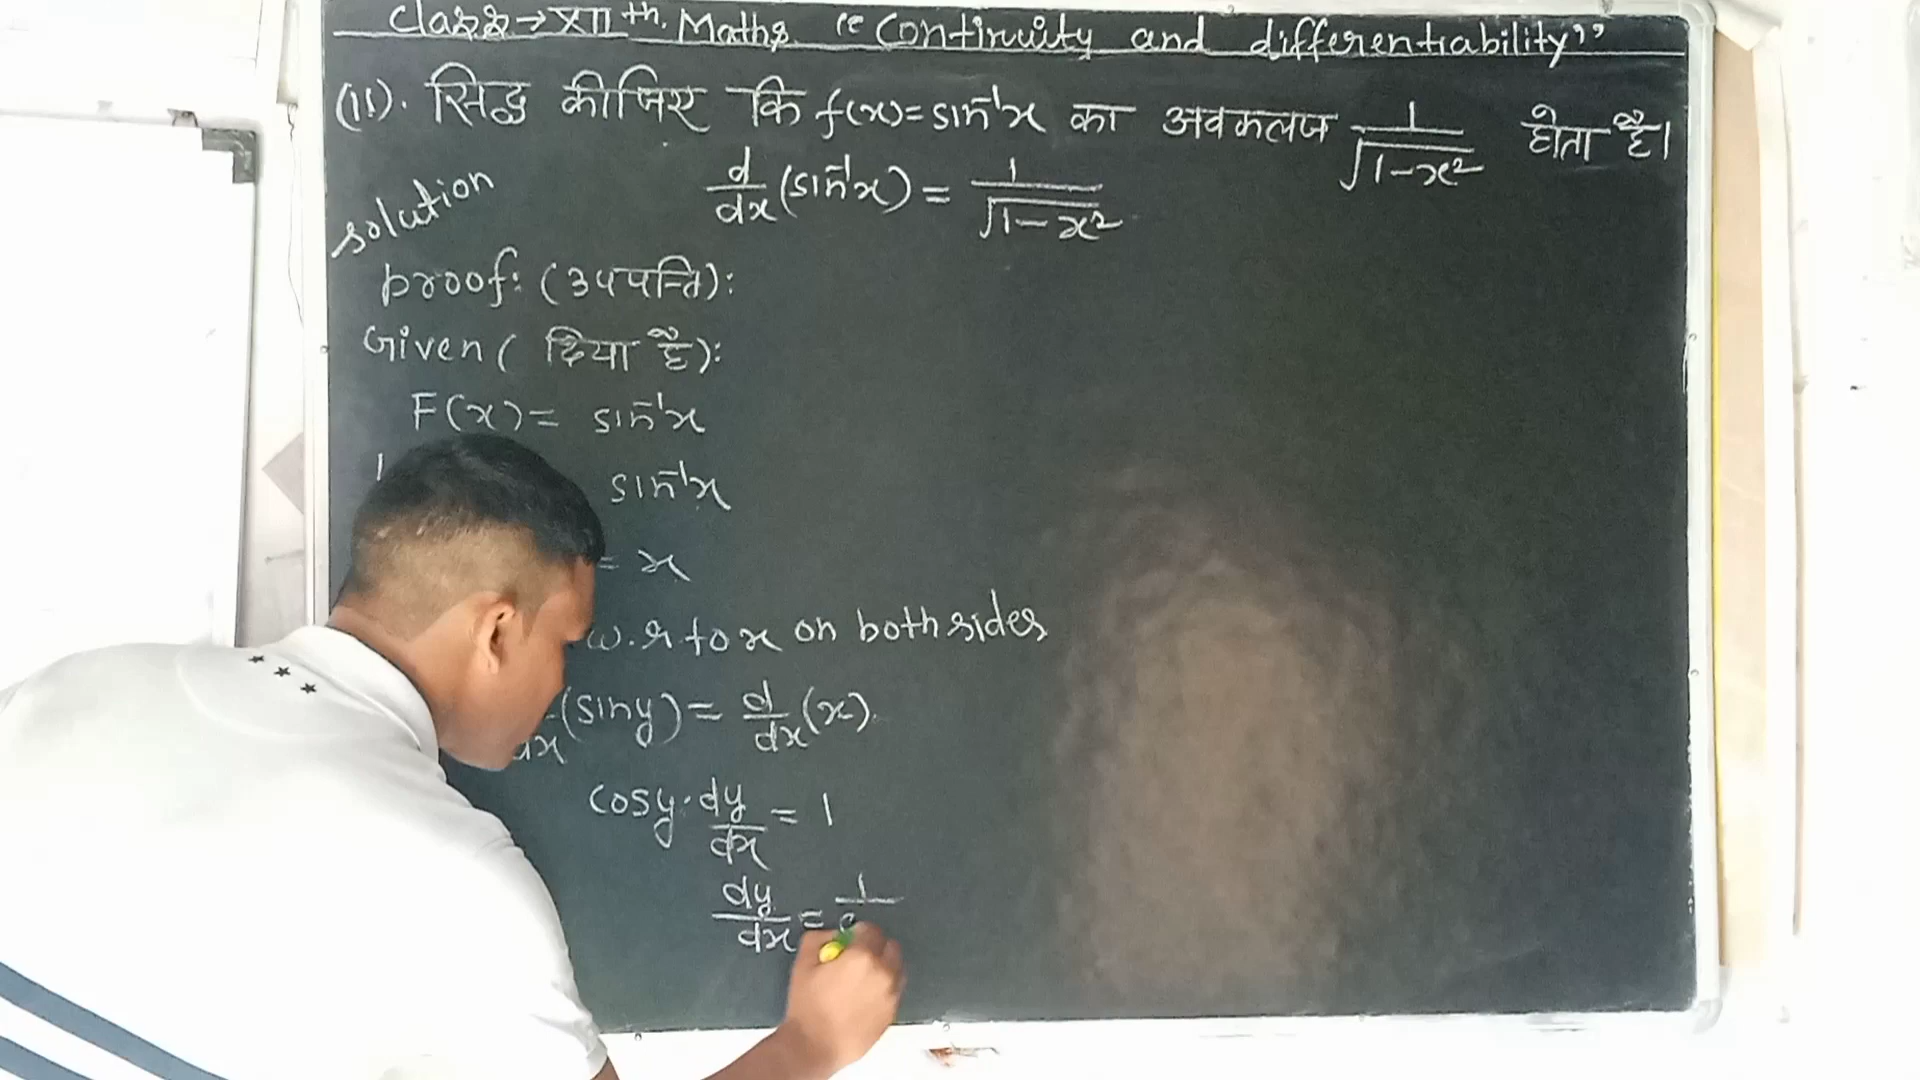 Class→XIIth. Maths "Continuity and differentiability"
(11). सिद्ध कीजिए कि f(x)=sin⁻¹x का अवकलज 1/√(1-x²) होता है।
solution
d/dx(sin⁻¹x) = 1/√(1-x²)
proof: (उपपत्ति):
Given( दिया है):
F(x)= sin⁻¹x
sin⁻¹x
= x
w.r to x on both sides
(siny) = d/dx(x)
cosy. dy/dx = 1
dy/dx = 1/